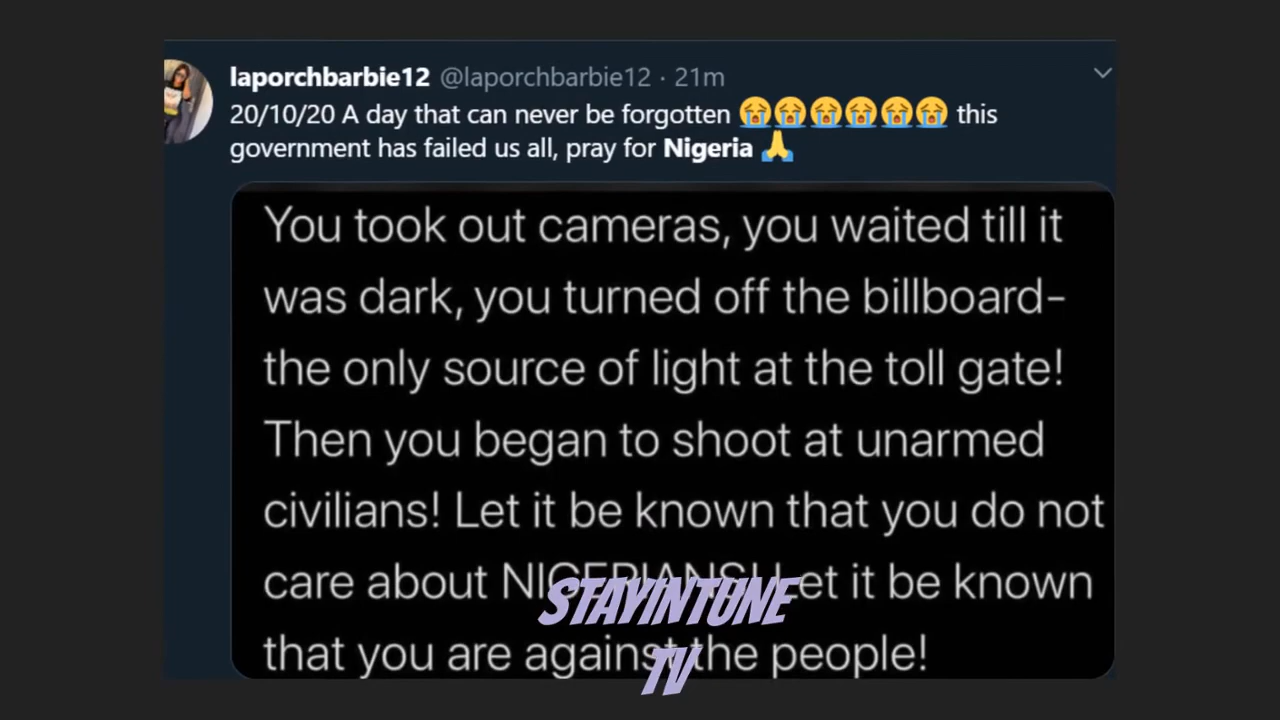 laporchbarbie12 @laporchbarbie12 · 21m
20/10/20 A day that can never be forgotten 😭😭😭😭😭😭 this
government has failed us all, pray for Nigeria 🙏
You took out cameras, you waited till it
was dark, you turned off the billboard-
the only source of light at the toll gate!
Then you began to shoot at unarmed
civilians! Let it be known that you do not
care about NIGERIANS! Let it be known
that you are against the people!
STAYINTUNE
TV